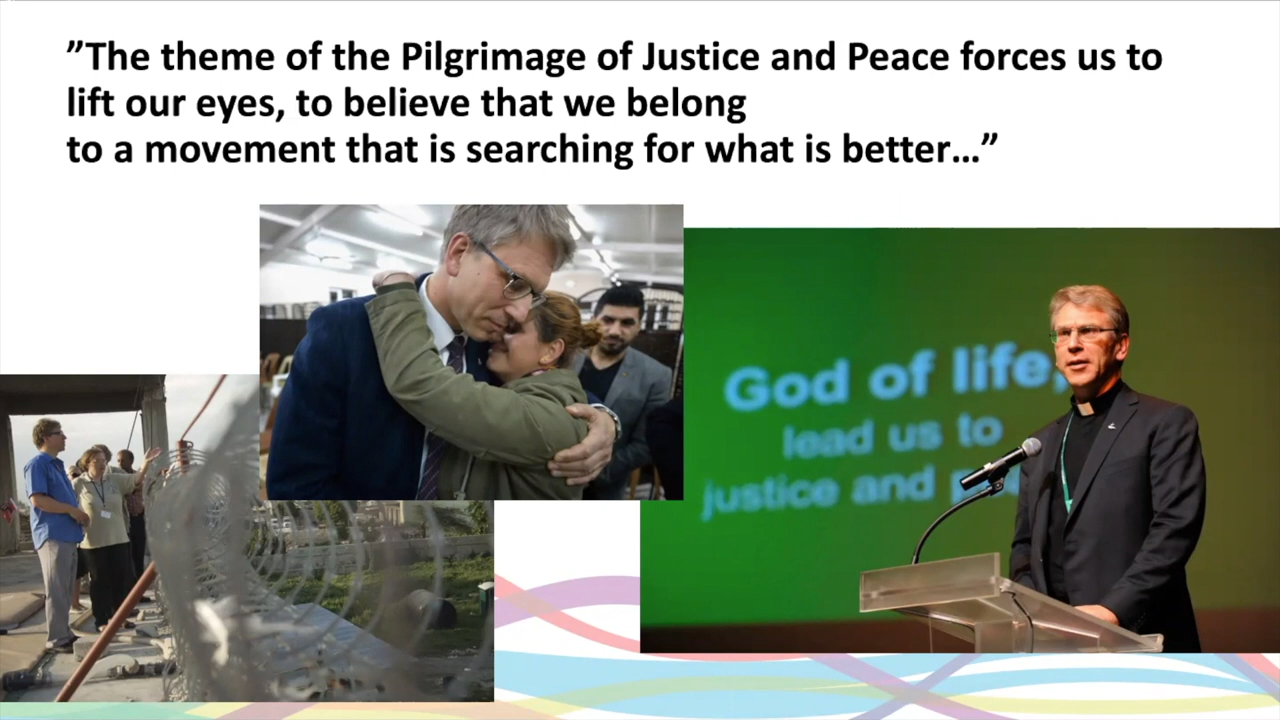 ”The theme of the Pilgrimage of Justice and Peace forces us to
lift our eyes, to believe that we belong
to a movement that is searching for what is better...”
God of life,
lead us to
justice and